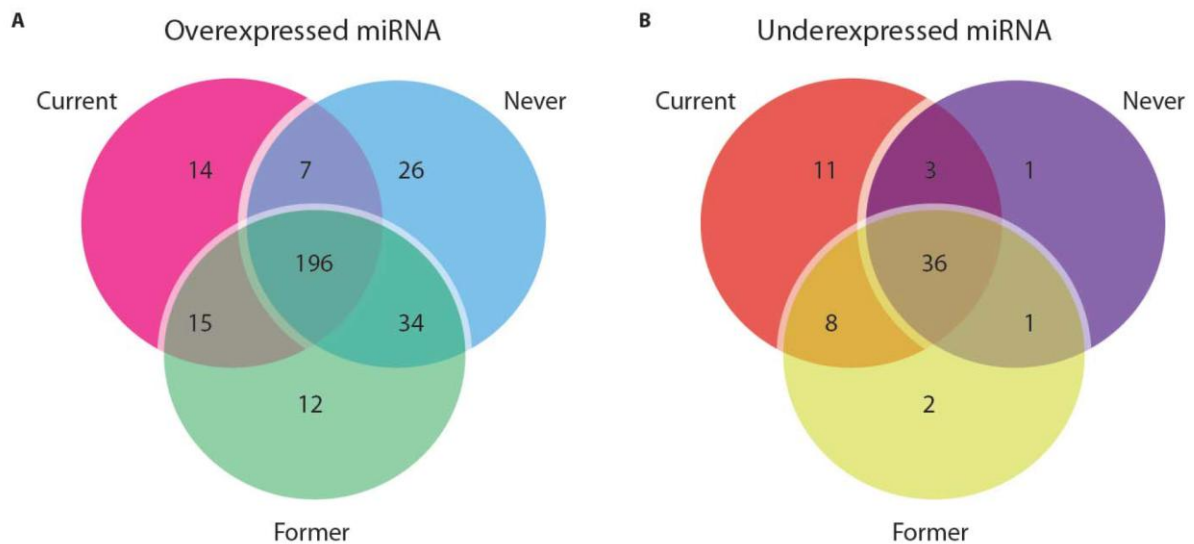 A
Overexpressed miRNA
Current
Never
14
7
26
196
15
34
12
Former
B
Underexpressed miRNA
Current
Never
11
3
1
36
8
1
2
Former